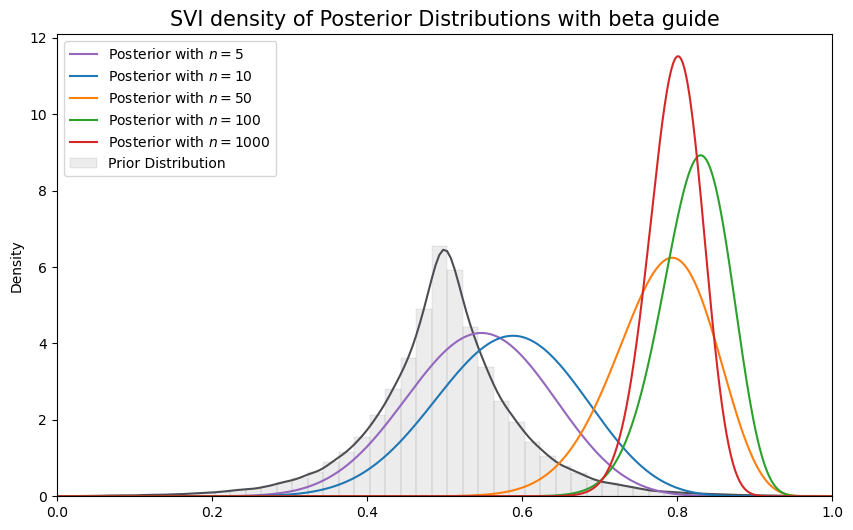 SVI density of Posterior Distributions with beta guide
12
10
8
6
4
2
0
Density
Posterior with n = 5
Posterior with n = 10
Posterior with n = 50
Posterior with n = 100
Posterior with n = 1000
Prior Distribution
0.0 0.2 0.4 0.6 0.8 1.0